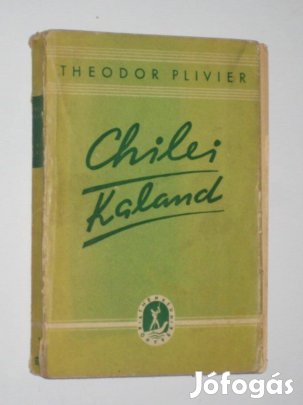 THEODOR PLIVIER
Chilei
Kaland
Jófogás